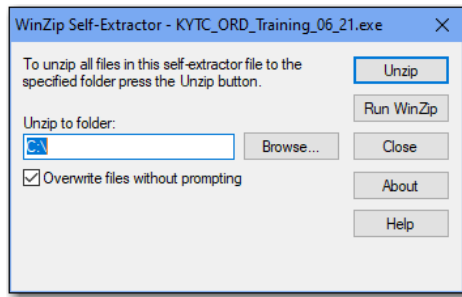 WinZip Self-Extractor - KYTC_ORD_Training_06_21.exe
To unzip all files in this self-extractor file to the
specified folder press the Unzip button.
Unzip to folder:
C:\
Browse...
Overwrite files without prompting
Unzip
Run WinZip
Close
About
Help